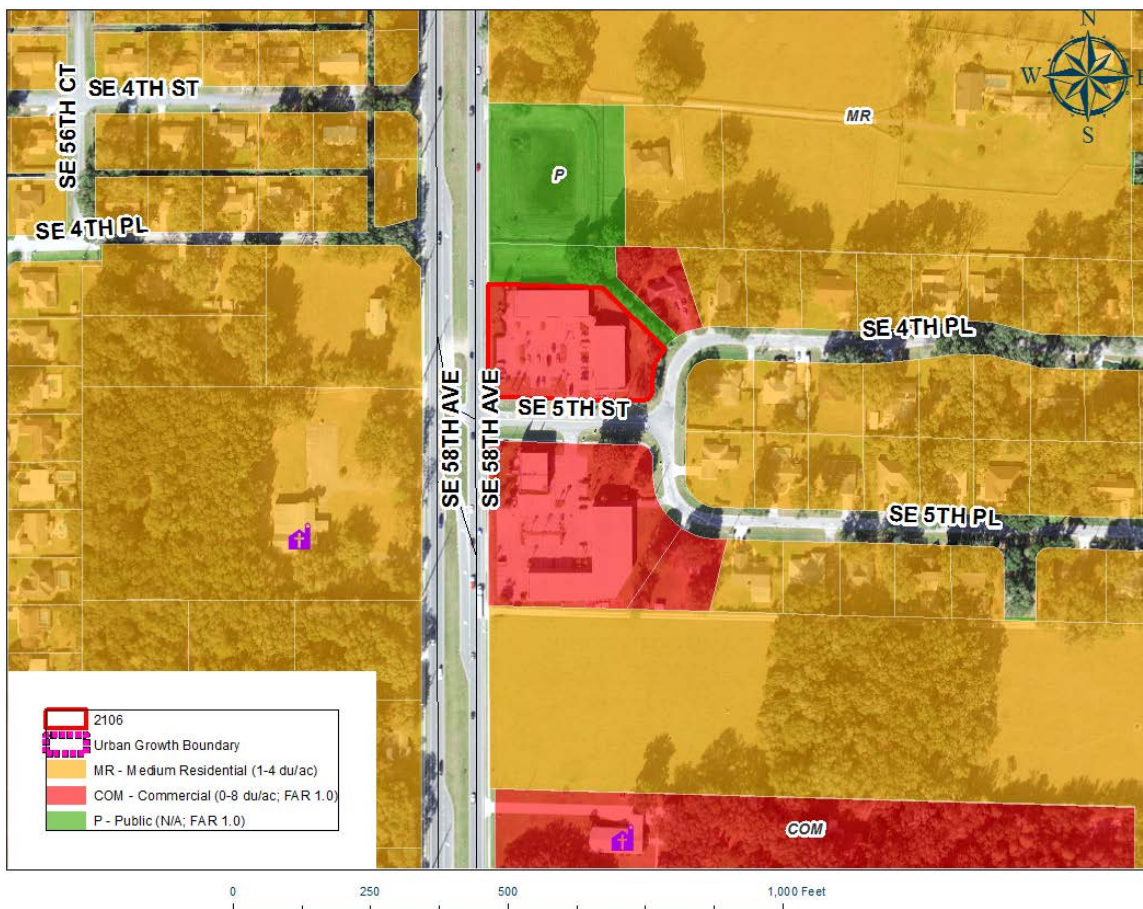 N
W
S
SE 56TH CT
SE 4TH ST
MR
P
SE 4TH PL
SE 4TH PL
SE 58TH AVE
SE 58TH AVE
SE 5TH ST
SE 5TH PL
COM
2106
Urban Growth Boundary
MR - Medium Residential (1-4 du/ac)
COM - Commercial (0-8 du/ac; FAR 1.0)
P - Public (N/A; FAR 1.0)
0 250 500 1,000 Feet